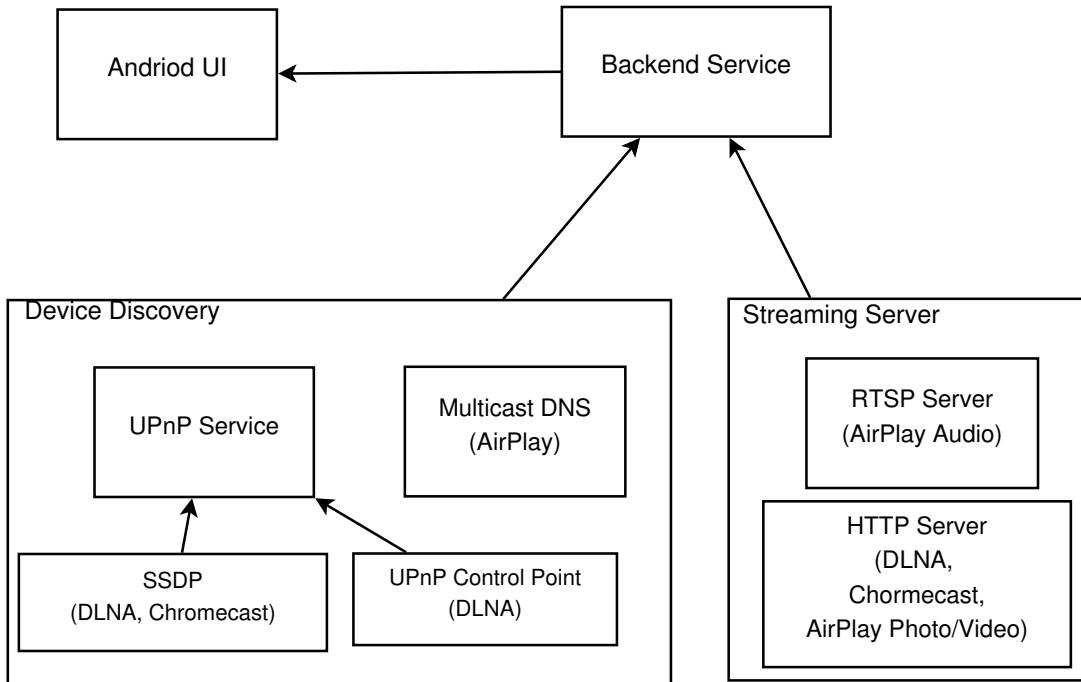 Andriod UI
Backend Service
Device Discovery
UPnP Service
Multicast DNS
(AirPlay)
SSDP
(DLNA, Chromecast)
UPnP Control Point
(DLNA)
Streaming Server
RTSP Server
(AirPlay Audio)
HTTP Server
(DLNA,
Chormecast,
AirPlay Photo/Video)